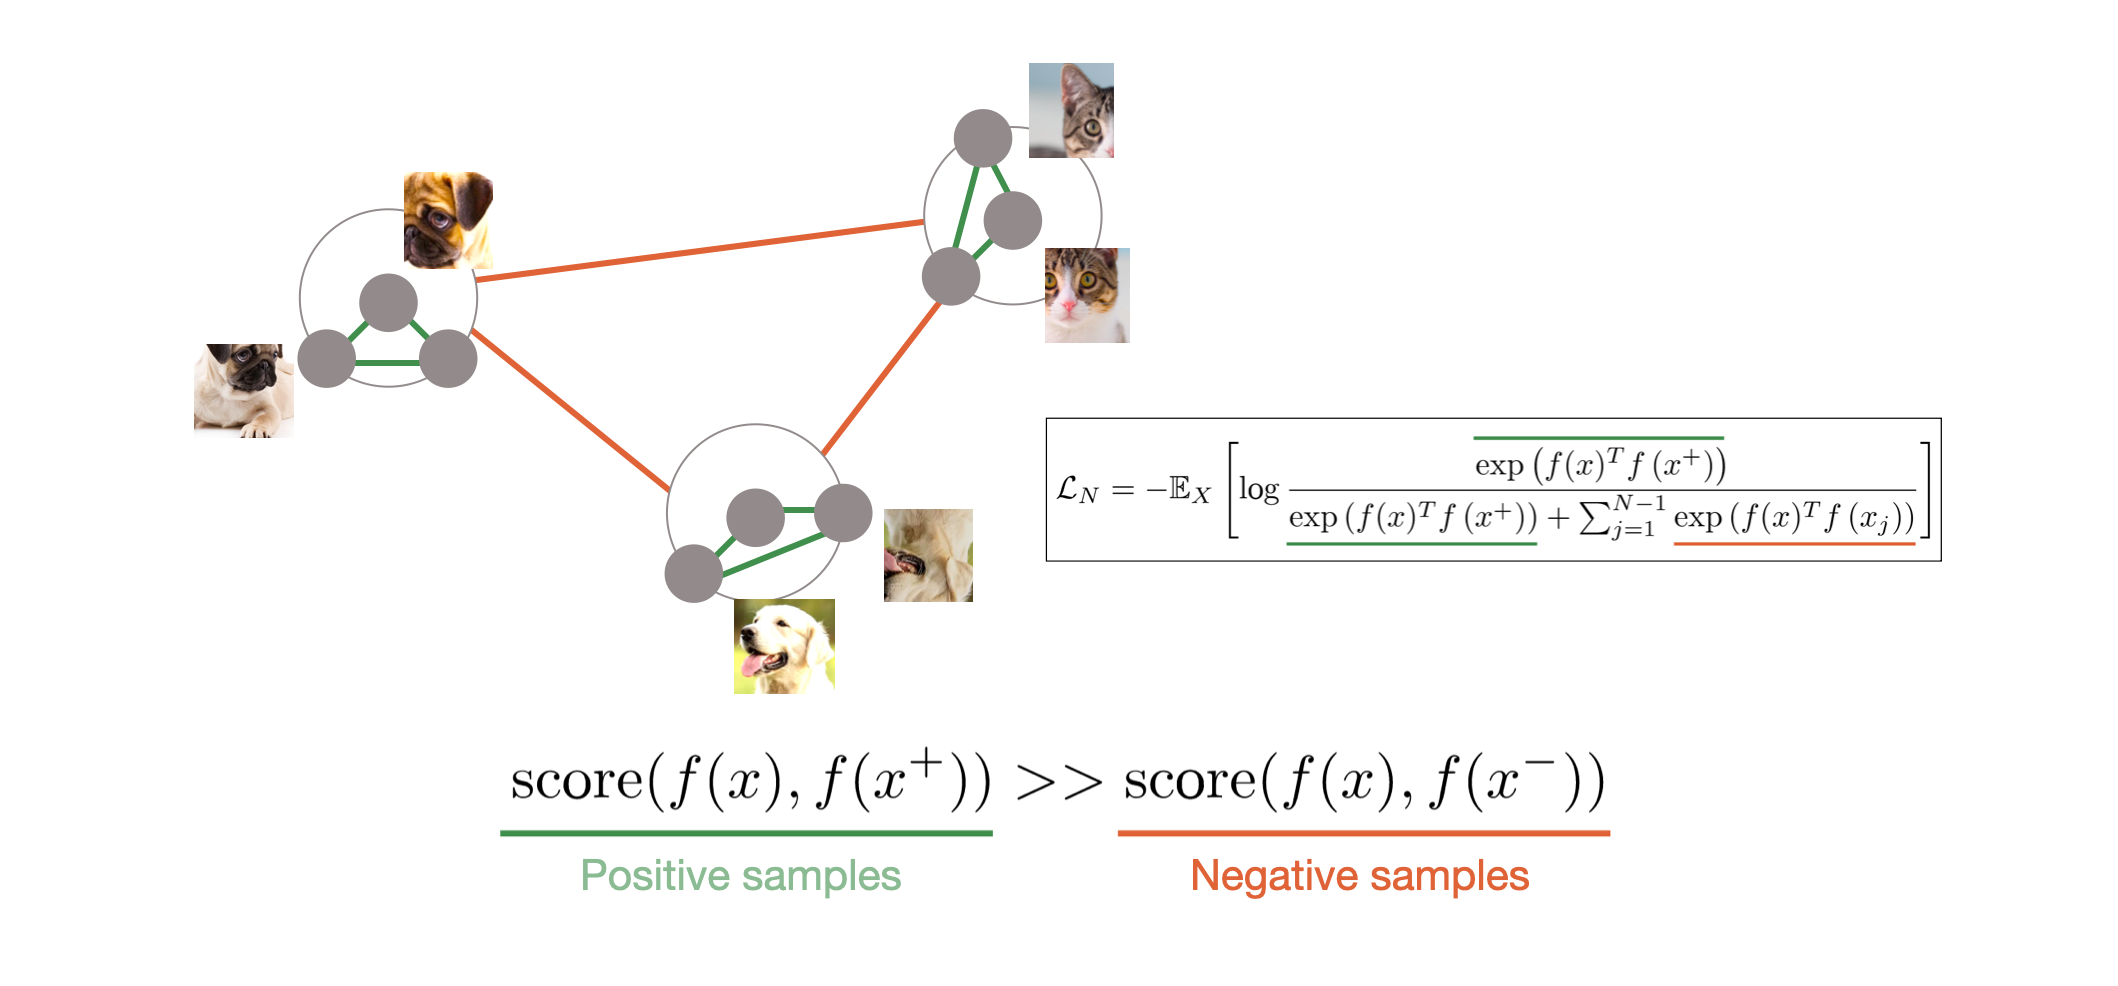 $\mathcal{L}_N = -\mathbb{E}_X \left[ \log \frac{\exp\left(f(x)^T f\left(x^+\right)\right)}{\exp\left(f(x)^T f\left(x^+\right)\right) + \sum_{j=1}^{N-1} \exp\left(f(x)^T f\left(x_j\right)\right)} \right]$
$\text{score}(f(x), f(x^+)) >> \text{score}(f(x), f(x^-))$
Positive samples Negative samples